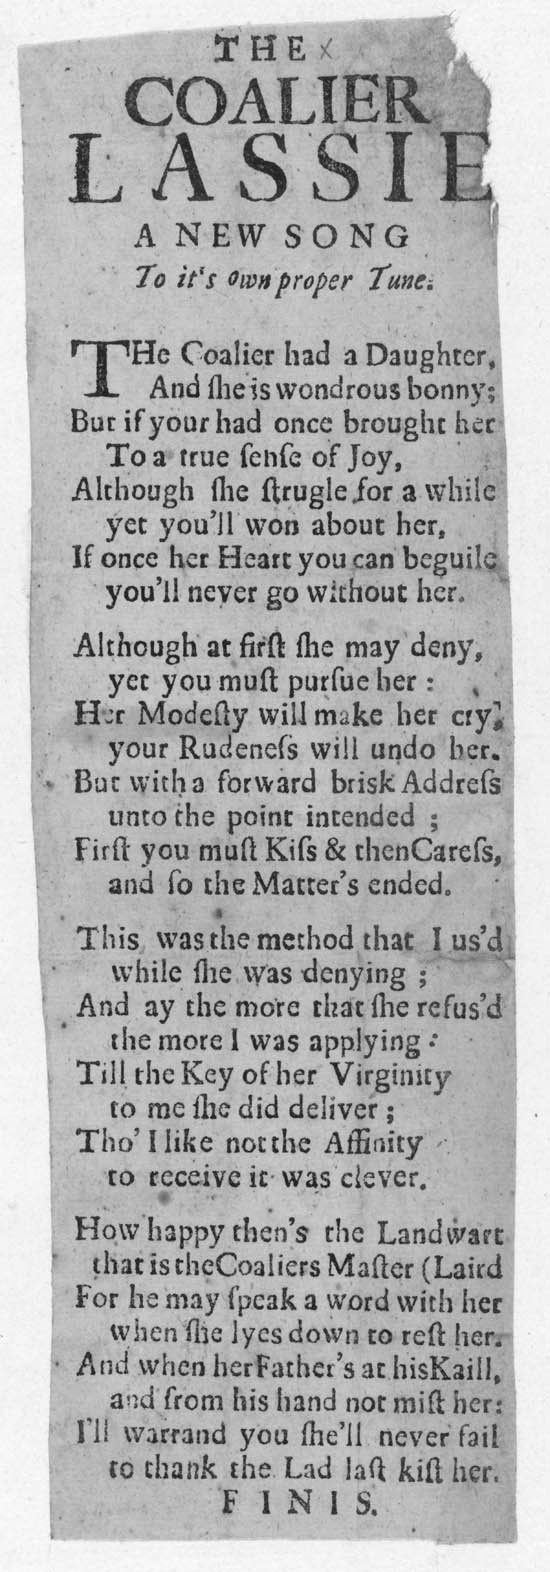 THE
COALIER
LASSIE
A NEW SONG
To it's own proper Tune.
THe Coalier had a Daughter,
And ſhe is wondrous bonny;
But if your had once brought her
To a true ſenſe of Joy,
Although ſhe ſtrugle for a while
yet you'll won about her,
If once her Heart you can beguile
you'll never go without her.
Although at firſt ſhe may deny,
yet you muſt purſue her :
Her Modeſty will make her cry,
your Rudeneſs will undo her.
But with a forward brisk Addreſs
unto the point intended ;
Firſt you muſt Kiſs & then Careſs,
and ſo the Matter's ended.
This was the method that I us'd
while ſhe was denying ;
And ay the more that ſhe refus'd
the more I was applying :
Till the Key of her Virginity
to me ſhe did deliver ;
Tho' I like not the Affinity
to receive it was clever.
How happy then's the Landwart
that is the Coaliers Maſter (Laird
For he may ſpeak a word with her
when ſhe lyes down to reſt her.
And when her Father's at his Kaill,
and from his hand not miſt her:
I'll warrand you ſhe'll never fail
to thank the Lad laſt kiſt her.
FINIS.